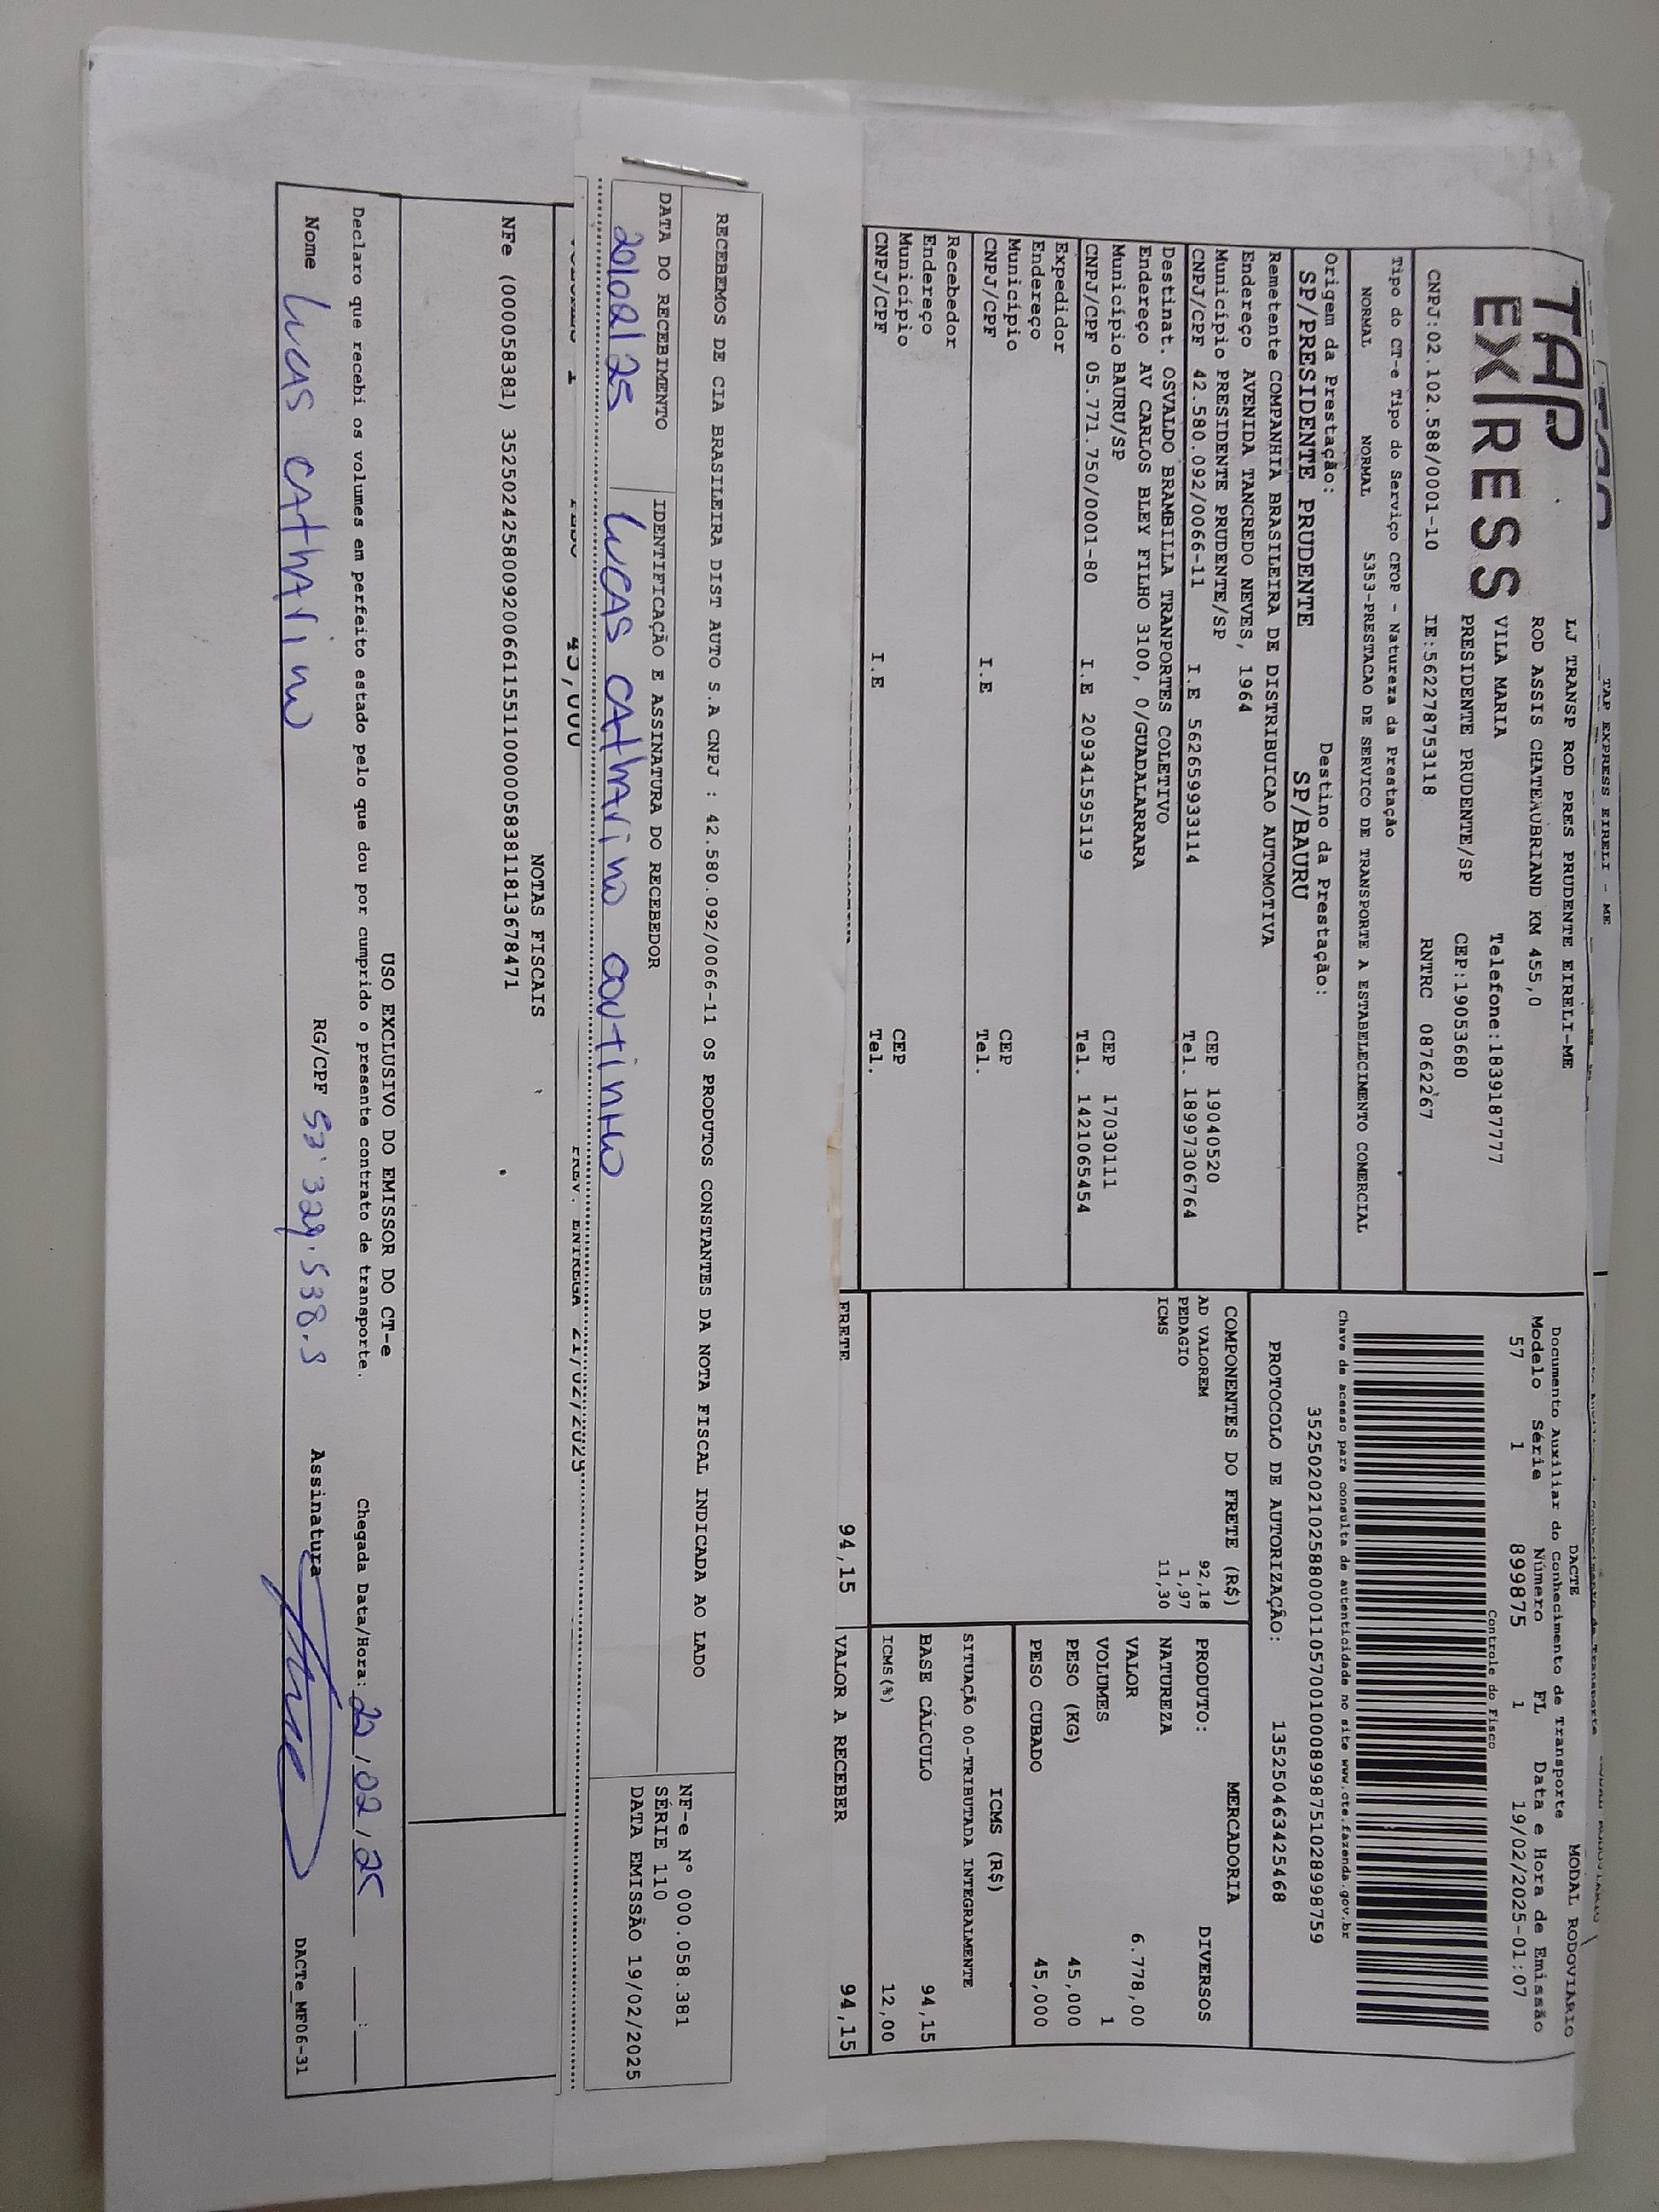 TAP EXPRESS EIRELI - ME
TAP
EXPRESS
LJ TRANSP ROD PRES PRUDENTE EIRELI-ME
ROD ASSIS CHATEAUBRIAND KM 455,0
VILA MARIA Telefone:1839187777
PRESIDENTE PRUDENTE/SP CEP:19053680
CNPJ:02.102.588/0001-10 IE:562278753118 RNTRC 08762267
DACTE MODAL RODOVIARIO
Documento Auxiliar do Conhecimento de Transporte
Modelo Série Número FL Data e Hora de Emissão
57 1 899875 1 19/02/2025-01:07
Controle do Fisco
Tipo do CT-e Tipo do Serviço CFOP - Natureza da Prestação
NORMAL NORMAL 5353-PRESTACAO DE SERVICO DE TRANSPORTE A ESTABELECIMENTO COMERCIAL
Chave de acesso para consulta de autenticidade no site www.cte.fazenda.gov.br
35250202102588000110570010008998751028998759
Origem da Prestação: Destino da Prestação:
SP/PRESIDENTE PRUDENTE SP/BAURU
PROTOCOLO DE AUTORIZAÇÃO: 135250463425468
Remetente COMPANHIA BRASILEIRA DE DISTRIBUICAO AUTOMOTIVA
Endereço AVENIDA TANCREDO NEVES, 1964
Município PRESIDENTE PRUDENTE/SP CEP 19040520
CNPJ/CPF 42.580.092/0066-11 I.E 562659933114 Tel. 18997306764
Destinat. OSVALDO BRAMBILLA TRANPORTES COLETIVO
Endereço AV CARLOS BLEY FILHO 3100, 0/GUADALARRARA
Município BAURU/SP CEP 17030111
CNPJ/CPF 05.771.750/0001-80 I.E 209341595119 Tel. 1421065454
Expedidor
Endereço
Município CEP
CNPJ/CPF I.E Tel.
Recebedor
Endereço
Município CEP
CNPJ/CPF I.E Tel.
COMPONENTES DO FRETE (R$)
AD VALOREM 92,18
PEDAGIO 1,97
ICMS 11,30
MERCADORIA
PRODUTO: DIVERSOS
NATUREZA
VALOR 6.778,00
VOLUMES 1
PESO (KG) 45,000
PESO CUBADO 45,000
ICMS (R$)
SITUAÇÃO 00-TRIBUTADA INTEGRALMENTE
BASE CÁLCULO 94,15
ICMS(%) 12,00
FRETE 94,15 VALOR A RECEBER 94,15
RECEBEMOS DE CIA BRASILEIRA DIST AUTO S.A CNPJ : 42.580.092/0066-11 OS PRODUTOS CONSTANTES DA NOTA FISCAL INDICADA AO LADO
DATA DO RECEBIMENTO IDENTIFICAÇÃO E ASSINATURA DO RECEBEDOR
20/02/25 LUCAS CAthArino COUtinHO
NF-e N° 000.058.381
SÉRIE 110
DATA EMISSÃO 19/02/2025
1 45,000 PREV. ENTREGA 21/02/2025
NOTAS FISCAIS
NFe (000058381) 35250242580092006611551100000583811813678471
USO EXCLUSIVO DO EMISSOR DO CT-e
Declaro que recebi os volumes em perfeito estado pelo que dou por cumprido o presente contrato de transporte. Chegada Data/Hora: 20/02/25 __:__
Nome LUCAS CAthArino RG/CPF 53.329.538.9 Assinatura
DACTe_MF06-31